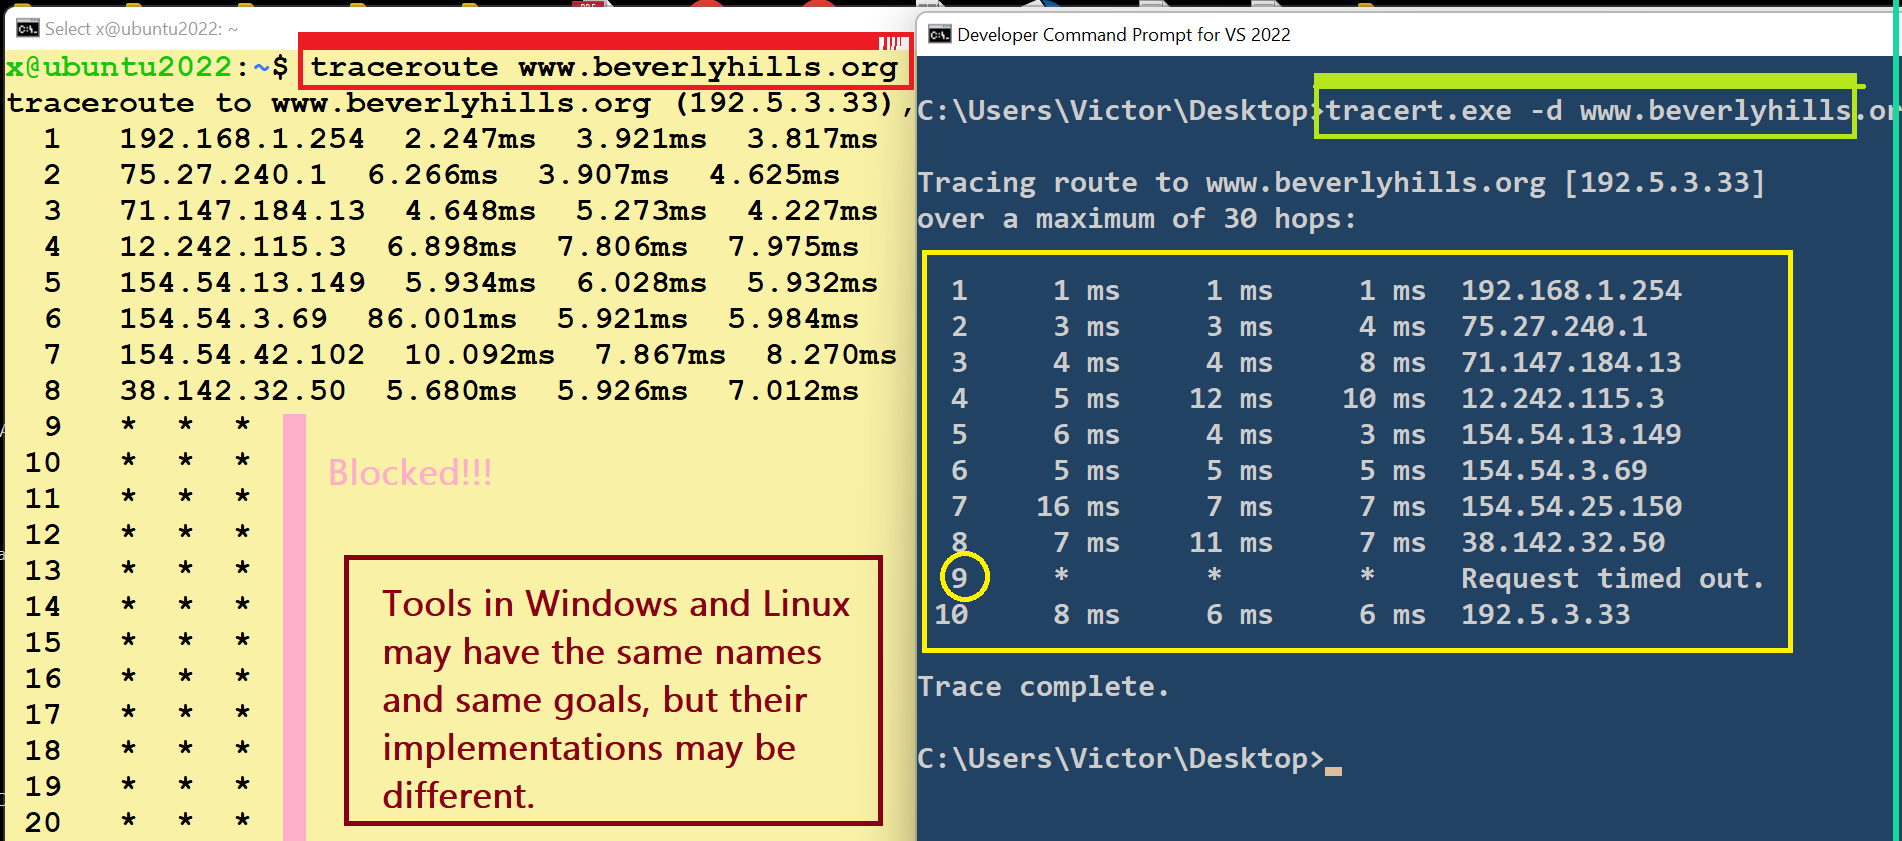 Select x@ubuntu2022: ~
x@ubuntu2022:~$ traceroute www.beverlyhills.org
traceroute to www.beverlyhills.org (192.5.3.33),
1 192.168.1.254 2.247ms 3.921ms 3.817ms
2 75.27.240.1 6.266ms 3.907ms 4.625ms
3 71.147.184.13 4.648ms 5.273ms 4.227ms
4 12.242.115.3 6.898ms 7.806ms 7.975ms
5 154.54.13.149 5.934ms 6.028ms 5.932ms
6 154.54.3.69 86.001ms 5.921ms 5.984ms
7 154.54.42.102 10.092ms 7.867ms 8.270ms
8 38.142.32.50 5.680ms 5.926ms 7.012ms
9 * * *
10 * * *
11 * * *
12 * * *
13 * * *
14 * * *
15 * * *
16 * * *
17 * * *
18 * * *
19 * * *
20 * * *
Blocked!!!
Tools in Windows and Linux
may have the same names
and same goals, but their
implementations may be
different.
Developer Command Prompt for VS 2022
C:\Users\Victor\Desktop>tracert.exe -d www.beverlyhills.or
Tracing route to www.beverlyhills.org [192.5.3.33]
over a maximum of 30 hops:
1 1 ms 1 ms 1 ms 192.168.1.254
2 3 ms 3 ms 4 ms 75.27.240.1
3 4 ms 4 ms 8 ms 71.147.184.13
4 5 ms 12 ms 10 ms 12.242.115.3
5 6 ms 4 ms 3 ms 154.54.13.149
6 5 ms 5 ms 5 ms 154.54.3.69
7 16 ms 7 ms 7 ms 154.54.25.150
8 7 ms 11 ms 7 ms 38.142.32.50
9 * * * Request timed out.
10 8 ms 6 ms 6 ms 192.5.3.33
Trace complete.
C:\Users\Victor\Desktop>